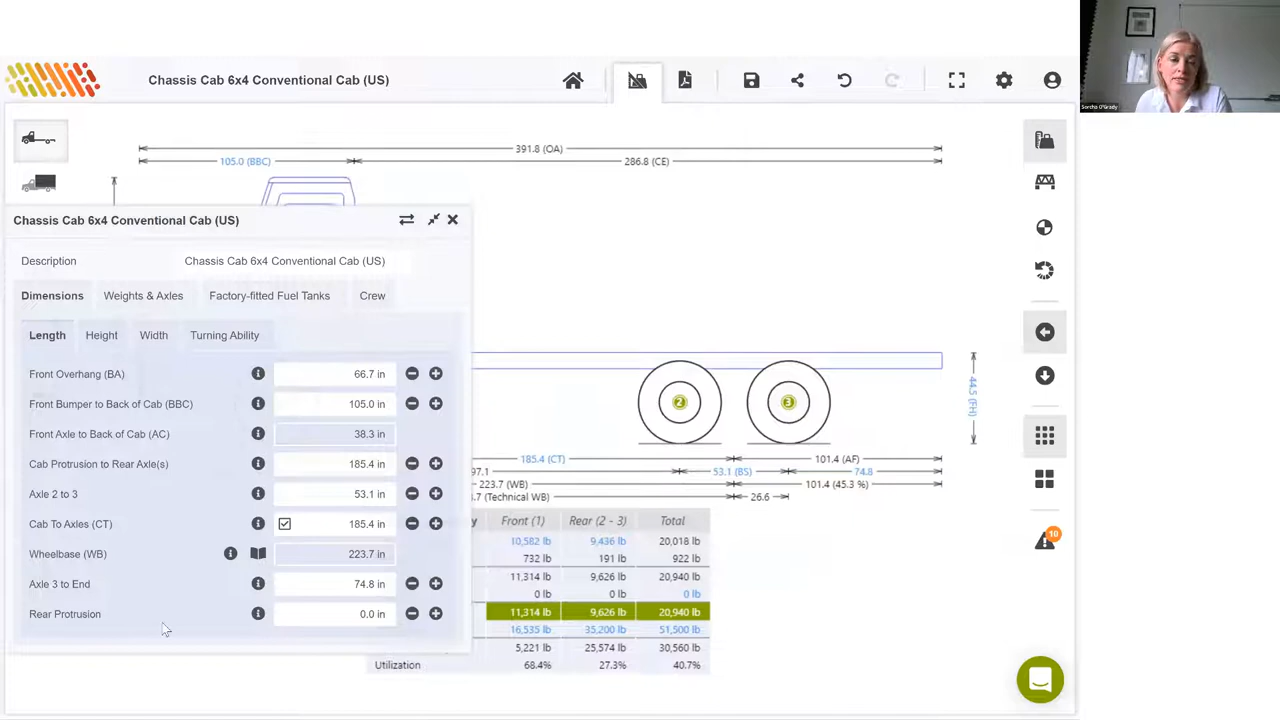 Chassis Cab 6x4 Conventional Cab (US)
Sorcha O'Grady
391.8 (OA)
105.0 (BBC)
286.8 (CE)
Chassis Cab 6x4 Conventional Cab (US)
Description
Chassis Cab 6x4 Conventional Cab (US)
Dimensions
Weights & Axles
Factory-fitted Fuel Tanks
Crew
Length
Height
Width
Turning Ability
Front Overhang (BA)
66.7 in
Front Bumper to Back of Cab (BBC)
105.0 in
Front Axle to Back of Cab (AC)
38.3 in
Cab Protrusion to Rear Axle(s)
185.4 in
Axle 2 to 3
53.1 in
Cab To Axles (CT)
185.4 in
Wheelbase (WB)
223.7 in
Axle 3 to End
74.8 in
Rear Protrusion
0.0 in
2
3
44.5 (FH)
185.4 (CT)
101.4 (AF)
97.1
53.1 (BS)
74.8
223.7 (WB)
101.4 (45.3 %)
.7 (Technical WB)
26.6
y Front (1) Rear (2 - 3) Total
10,582 lb 9,436 lb 20,018 lb
732 lb 191 lb 922 lb
11,314 lb 9,626 lb 20,940 lb
0 lb 0 lb 0 lb
11,314 lb 9,626 lb 20,940 lb
16,535 lb 35,200 lb 51,500 lb
5,221 lb 25,574 lb 30,560 lb
Utilization 68.4% 27.3% 40.7%
10